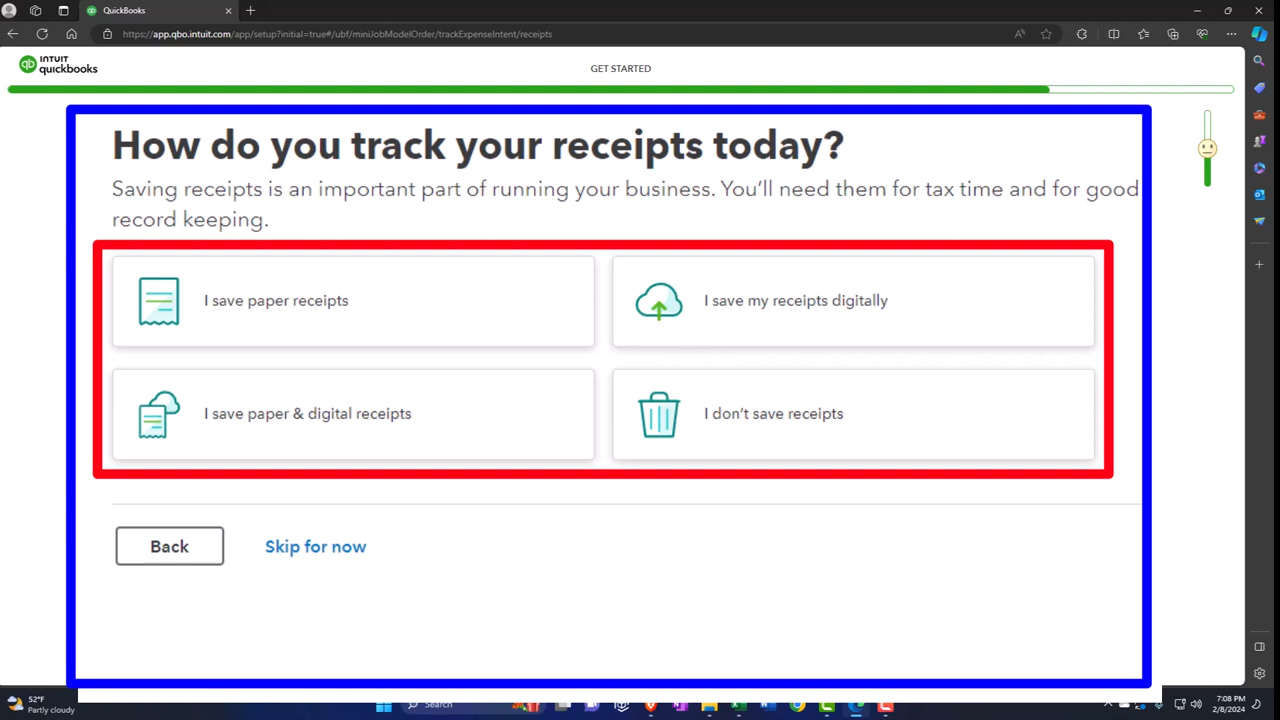 QuickBooks
https://app.qbo.intuit.com/app/setup?initial=true#/ubf/miniJobModelOrder/trackExpenseIntent/receipts
INTUIT
quickbooks
GET STARTED
How do you track your receipts today?
Saving receipts is an important part of running your business. You’ll need them for tax time and for good
record keeping.
I save paper receipts
I save my receipts digitally
I save paper & digital receipts
I don’t save receipts
Back
Skip for now
52°F
Partly cloudy
Search
7:08 PM
2/8/2024